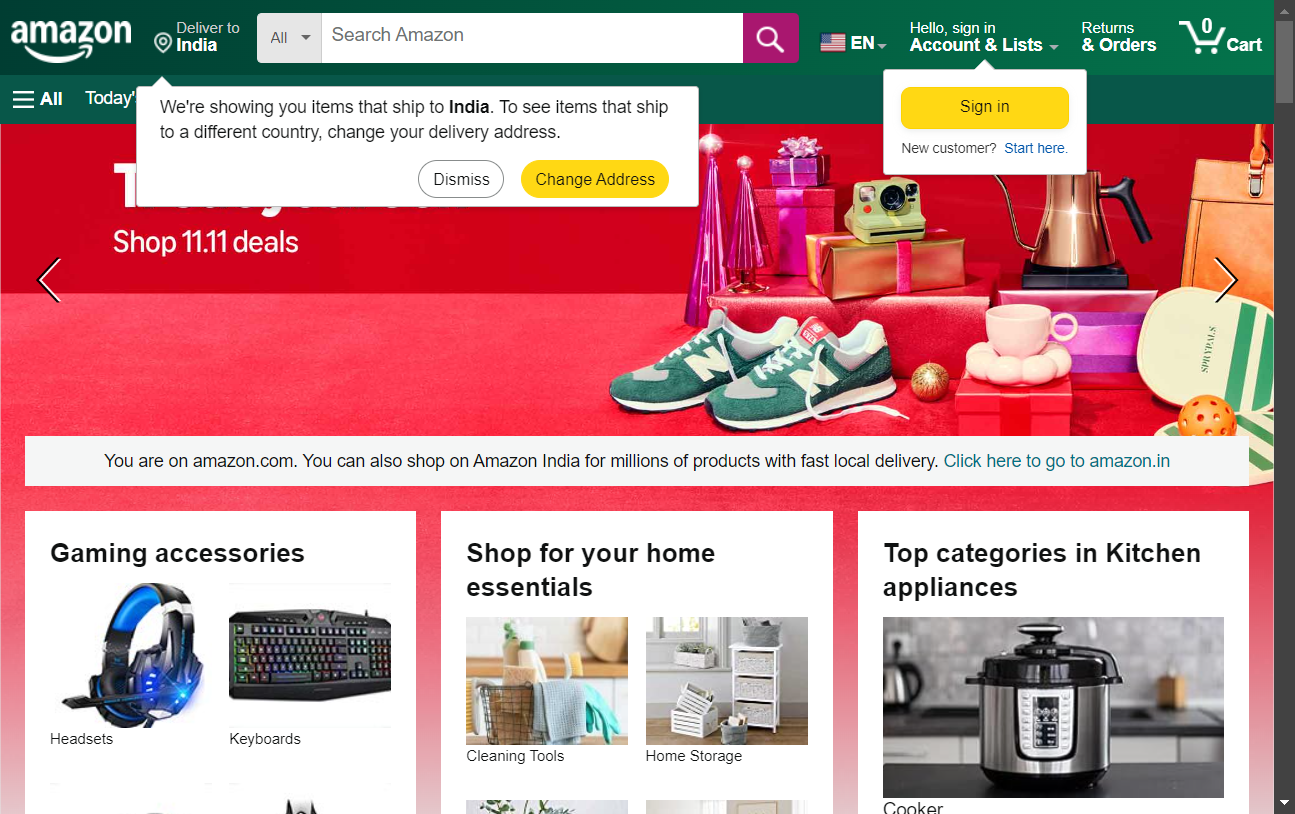 amazon
Deliver to
India
All
Search Amazon
EN
Hello, sign in
Account & Lists
Returns
& Orders
0
Cart
All
Today'
We're showing you items that ship to India. To see items that ship
to a different country, change your delivery address.
Dismiss
Change Address
Sign in
New customer? Start here.
Shop 11.11 deals
SPRYPALS
You are on amazon.com. You can also shop on Amazon India for millions of products with fast local delivery. Click here to go to amazon.in
Gaming accessories
Headsets
Keyboards
Shop for your home
essentials
Cleaning Tools
Home Storage
Top categories in Kitchen
appliances
Cooker